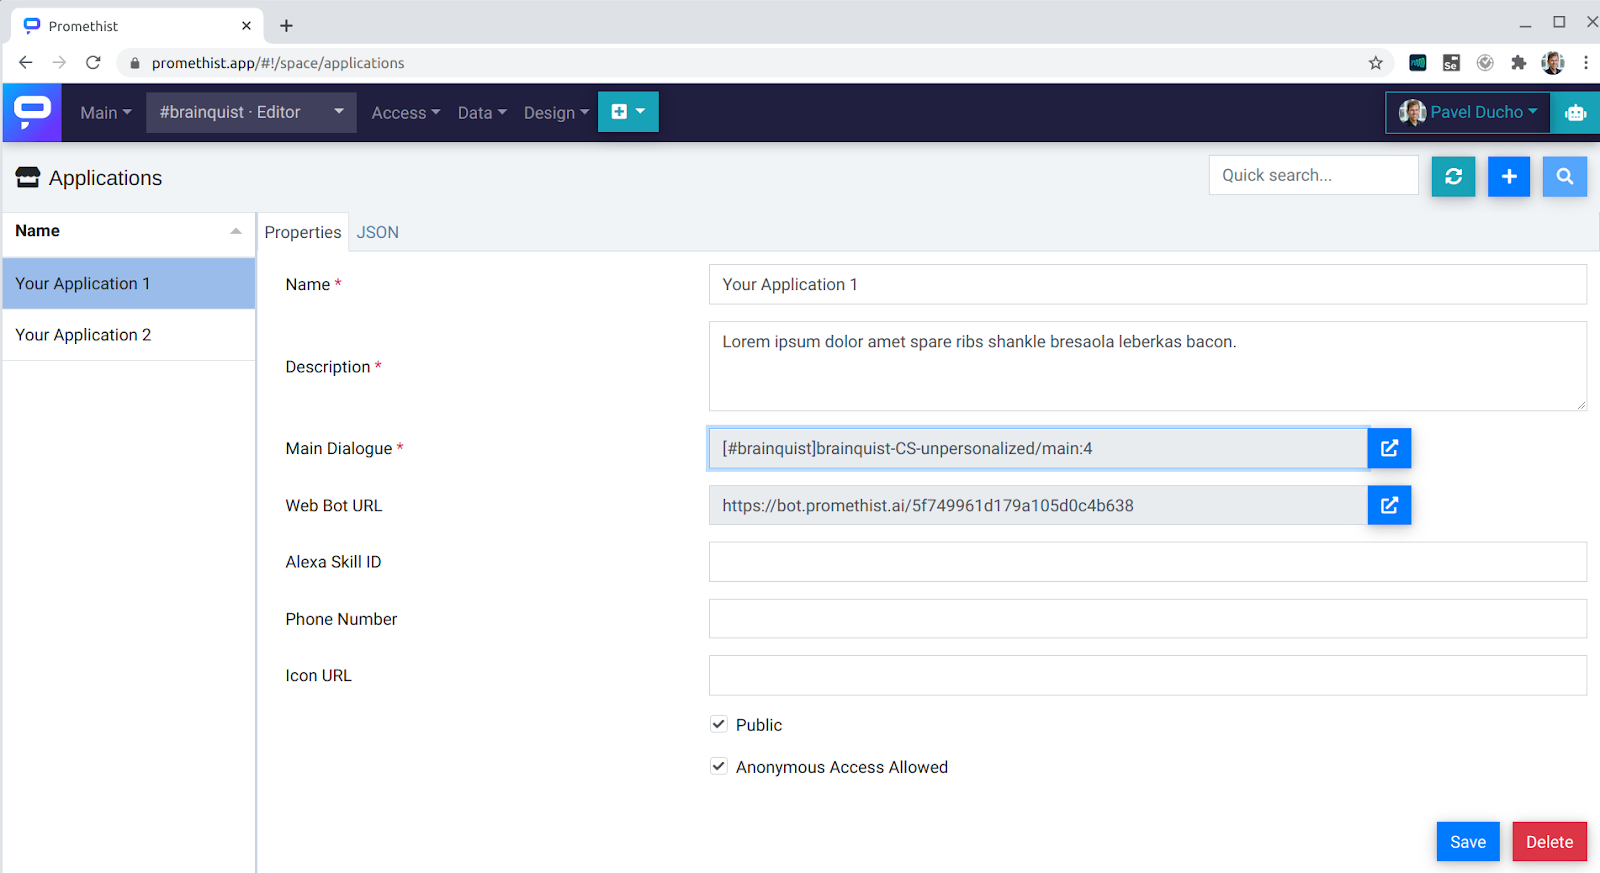 Promethist
promethist.app/#!/space/applications
Se
Main
#brainquist · Editor
Access
Data
Design
Pavel Ducho
Applications
Quick search...
Name
Your Application 1
Your Application 2
Properties
JSON
Name *
Your Application 1
Description *
Lorem ipsum dolor amet spare ribs shankle bresaola leberkas bacon.
Main Dialogue *
[#brainquist]brainquist-CS-unpersonalized/main:4
Web Bot URL
https://bot.promethist.ai/5f749961d179a105d0c4b638
Alexa Skill ID
Phone Number
Icon URL
Public
Anonymous Access Allowed
Save
Delete